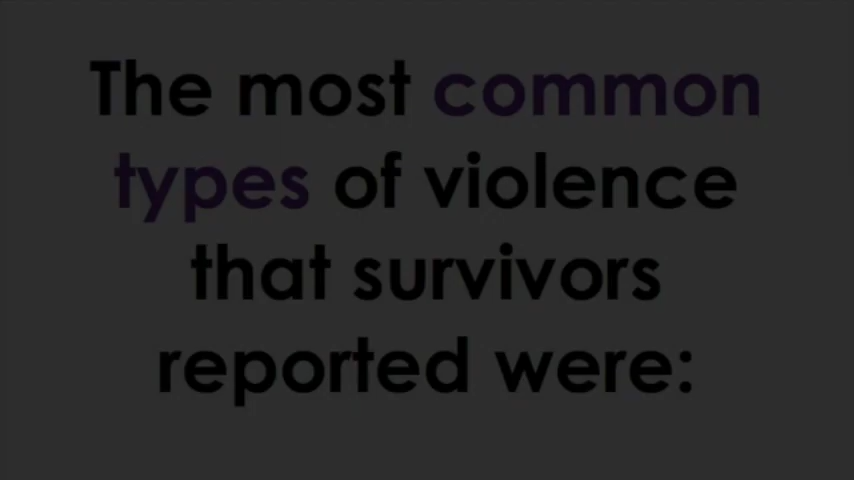 The most common
types of violence
that survivors
reported were: